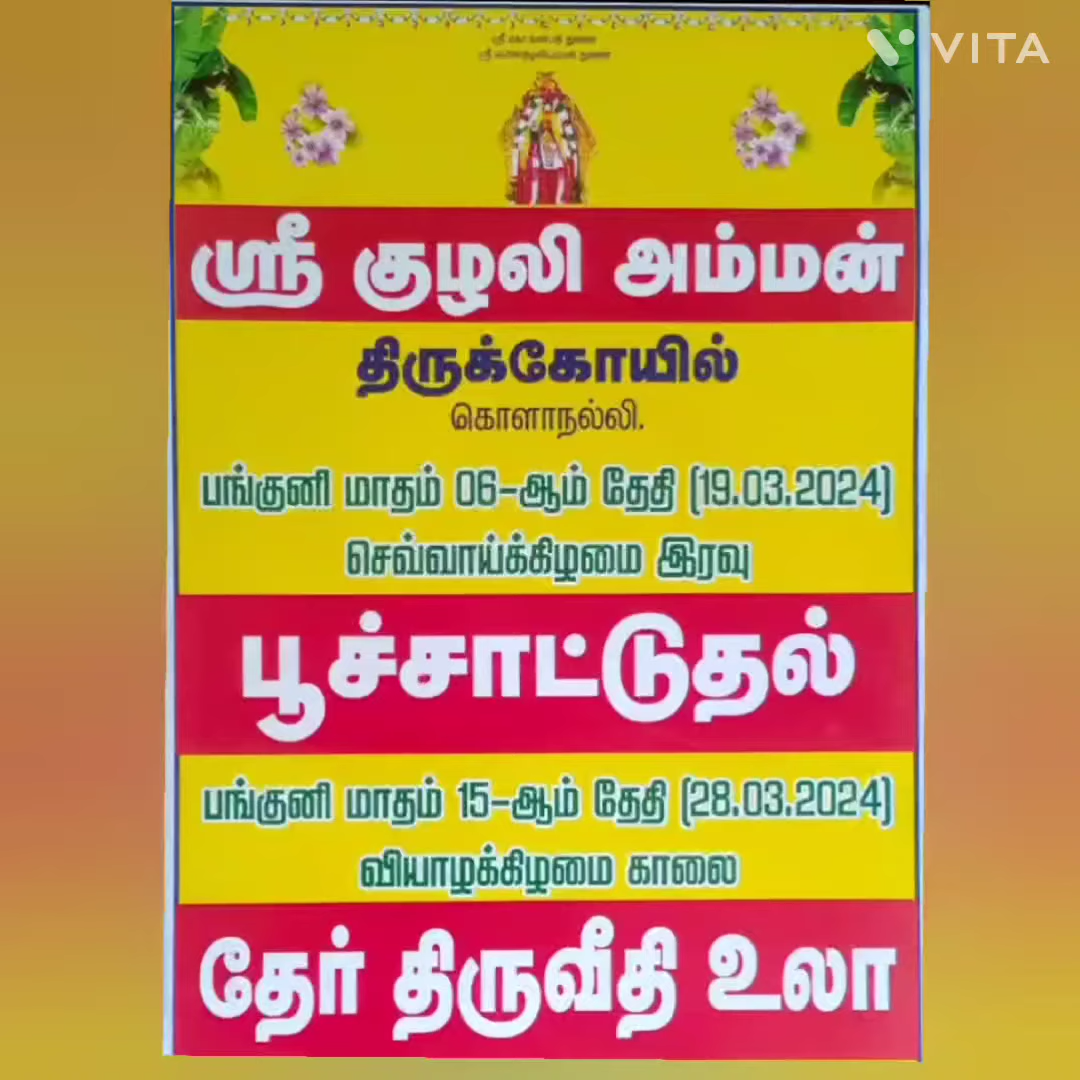 VITA
ஸ்ரீ குழலி அம்மன்
திருக்கோயில்
கொளாநல்லி.
பங்குனி மாதம் 06-ஆம் தேதி (19.03.2024)
செவ்வாய்க்கிழமை இரவு
பூச்சாட்டுதல்
பங்குனி மாதம் 15-ஆம் தேதி (28.03.2024)
வியாழக்கிழமை காலை
தேர் திருவீதி உலா